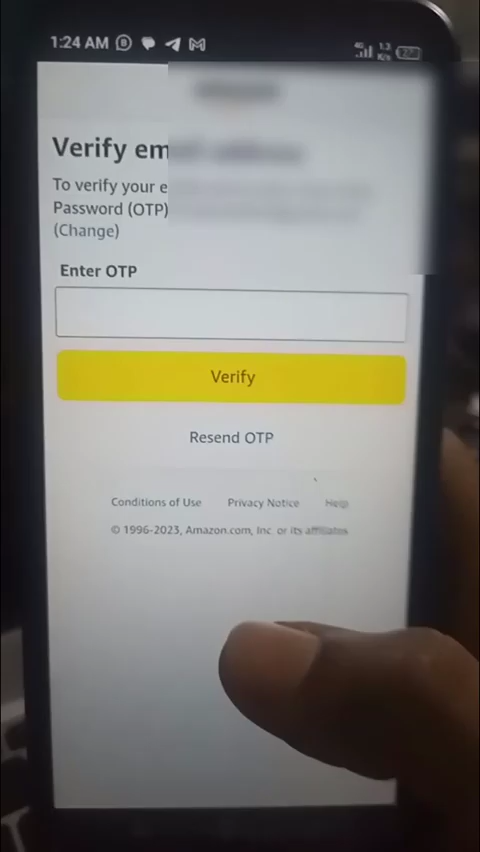 1:24 AM
Verify em
To verify your e
Password (OTP)
(Change)
Enter OTP
Verify
Resend OTP
Conditions of Use Privacy Notice Help
© 1996-2023, Amazon.com, Inc. or its affiliates